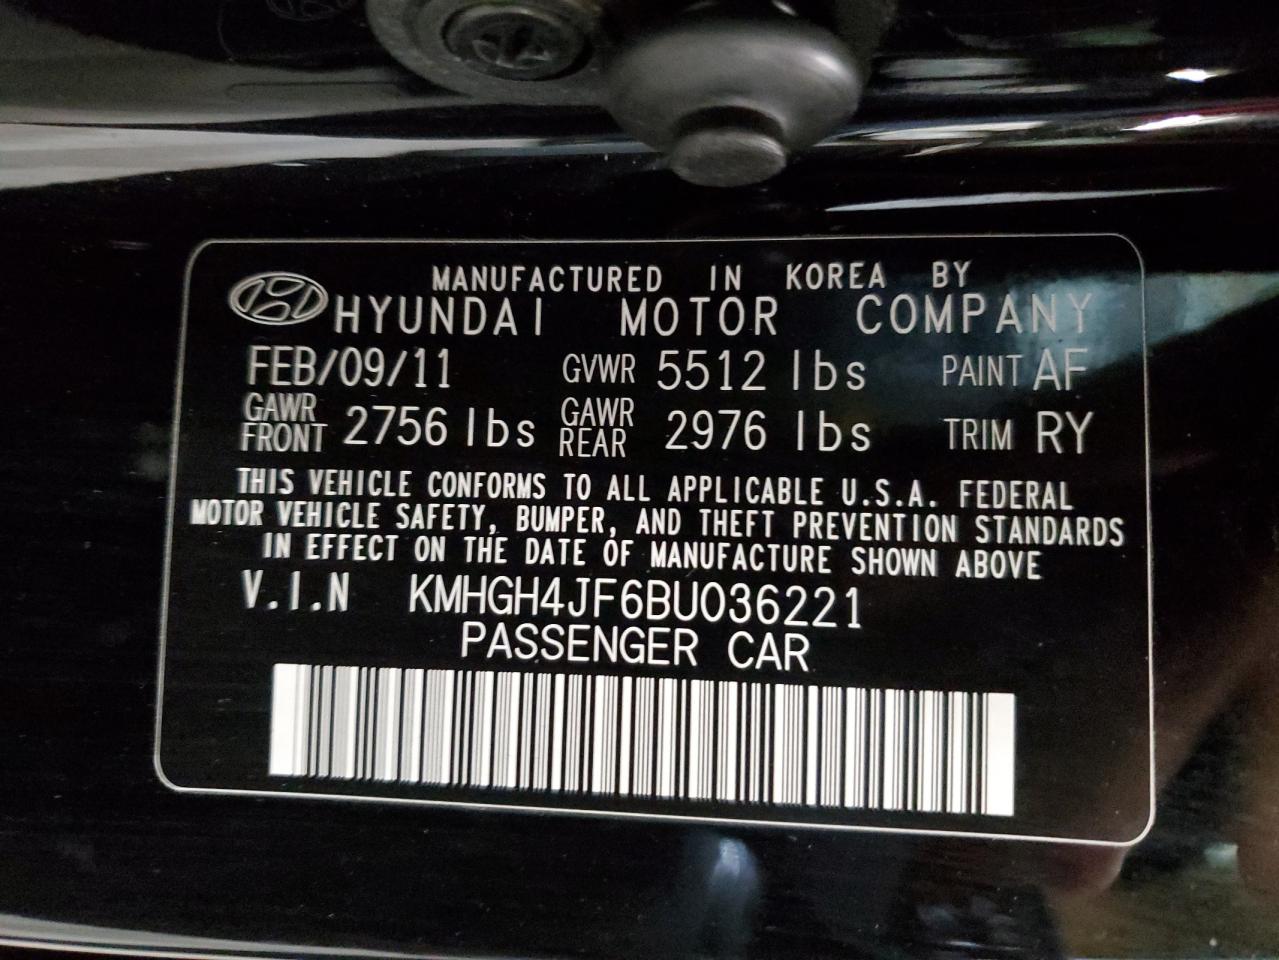 MANUFACTURED IN KOREA BY
HYUNDAI MOTOR COMPANY
FEB/09/11 GVWR 5512 lbs PAINT AF
GAWR FRONT 2756 lbs GAWR REAR 2976 lbs TRIM RY
THIS VEHICLE CONFORMS TO ALL APPLICABLE U.S.A. FEDERAL
MOTOR VEHICLE SAFETY, BUMPER, AND THEFT PREVENTION STANDARDS
IN EFFECT ON THE DATE OF MANUFACTURE SHOWN ABOVE
V.I.N KMHGH4JF6BU036221
PASSENGER CAR